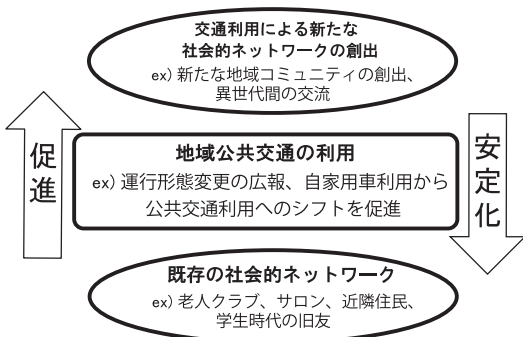 交通利用による新たな
社会的ネットワークの創出
ex) 新たな地域コミュニティの創出、
異世代間の交流
促進
地域公共交通の利用
ex) 運行形態変更の広報、自家用車利用から
公共交通利用へのシフトを促進
安定化
既存の社会的ネットワーク
ex) 老人クラブ、サロン、近隣住民、
学生時代の旧友